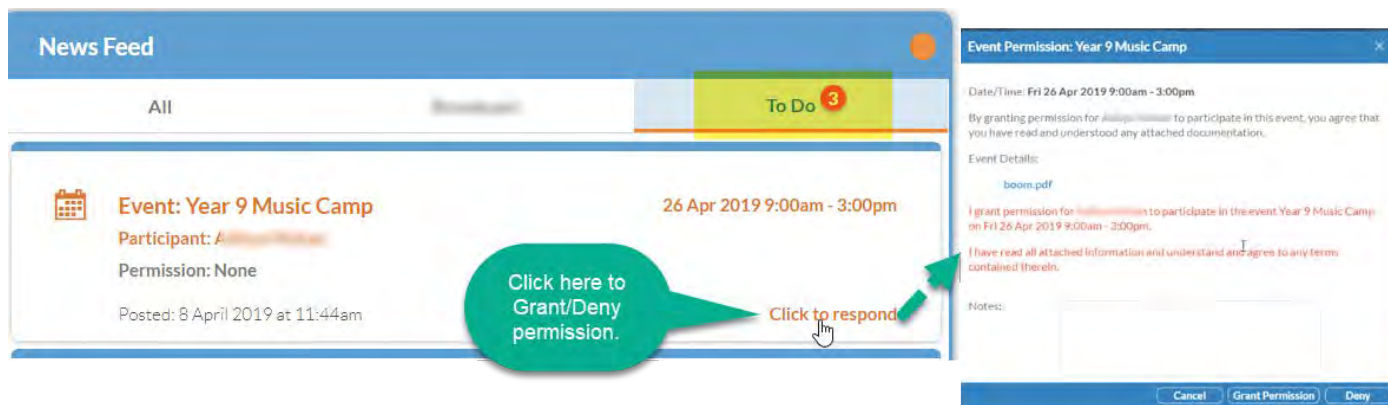 News Feed
All
To Do 3
Event: Year 9 Music Camp
26 Apr 2019 9:00am - 3:00pm
Participant: A
Permission: None
Posted: 8 April 2019 at 11:44am
Click to respond
Click here to
Grant/Deny
permission.
Event Permission: Year 9 Music Camp
Date/Time: Fri 26 Apr 2019 9:00am - 3:00pm
By granting permission for to participate in this event, you agree that
you have read and understood any attached documentation.
Event Details:
boom.pdf
I grant permission for to participate in the event Year 9 Music Camp
on Fri 26 Apr 2019 9:00am - 3:00pm.
I have read all attached information and understand and agree to any terms
contained therein.
Notes:
Cancel
Grant Permission
Deny